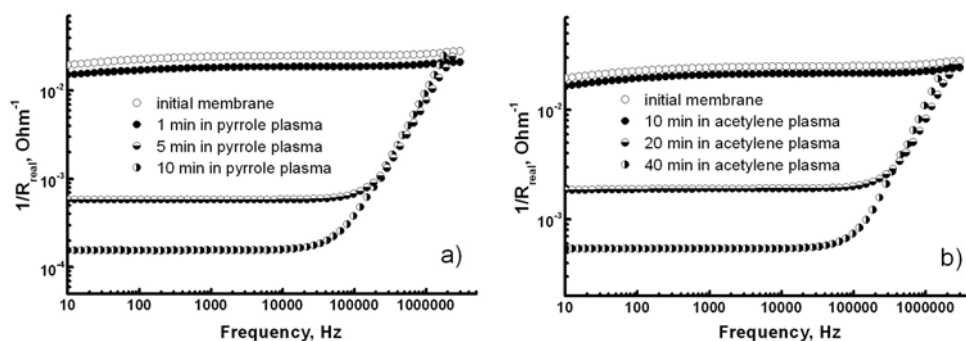 1/R_real, Ohm⁻¹
10⁻²
10⁻³
10⁻⁴
initial membrane
1 min in pyrrole plasma
5 min in pyrrole plasma
10 min in pyrrole plasma
a)
10 100 1000 10000 100000 1000000
Frequency, Hz
1/R_real, Ohm⁻¹
10⁻²
10⁻³
initial membrane
10 min in acetylene plasma
20 min in acetylene plasma
40 min in acetylene plasma
b)
10 100 1000 10000 100000 1000000
Frequency, Hz